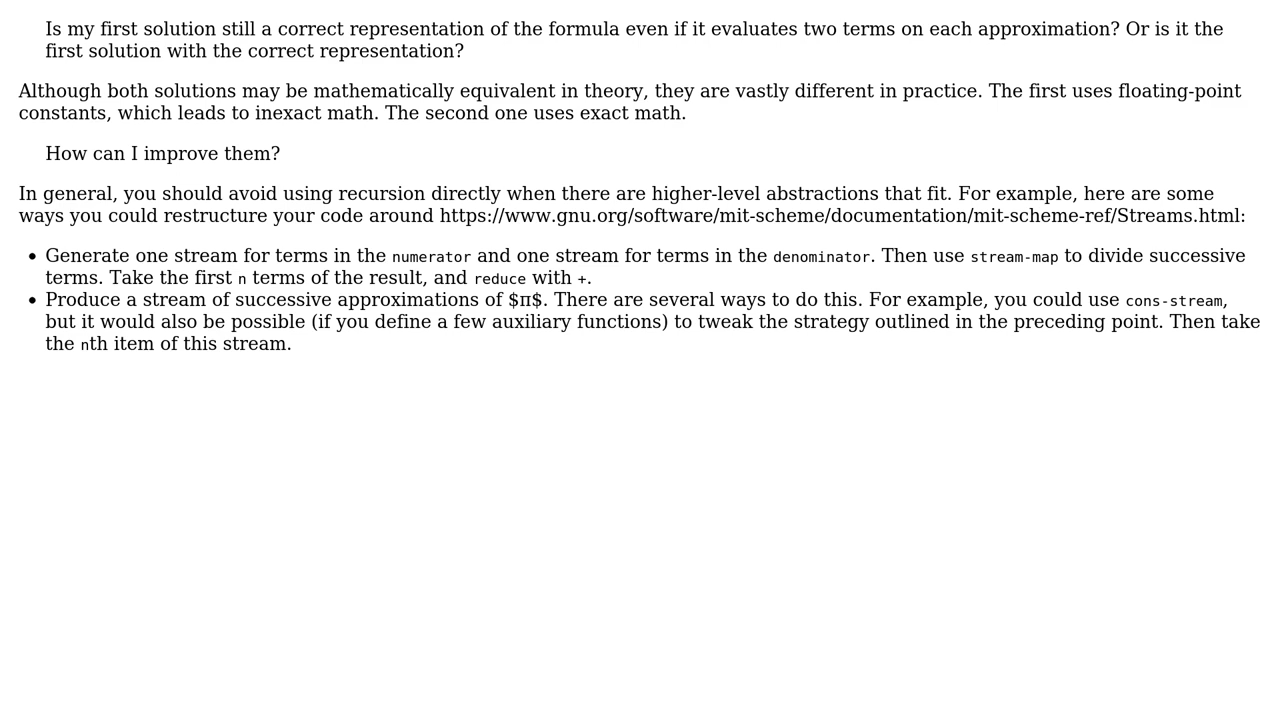 Is my first solution still a correct representation of the formula even if it evaluates two terms on each approximation? Or is it the
first solution with the correct representation?
Although both solutions may be mathematically equivalent in theory, they are vastly different in practice. The first uses floating-point
constants, which leads to inexact math. The second one uses exact math.
How can I improve them?
In general, you should avoid using recursion directly when there are higher-level abstractions that fit. For example, here are some
ways you could restructure your code around https://www.gnu.org/software/mit-scheme/documentation/mit-scheme-ref/Streams.html:
• Generate one stream for terms in the numerator and one stream for terms in the denominator. Then use stream-map to divide successive
terms. Take the first n terms of the result, and reduce with +.
• Produce a stream of successive approximations of $π$. There are several ways to do this. For example, you could use cons-stream,
but it would also be possible (if you define a few auxiliary functions) to tweak the strategy outlined in the preceding point. Then take
the nth item of this stream.